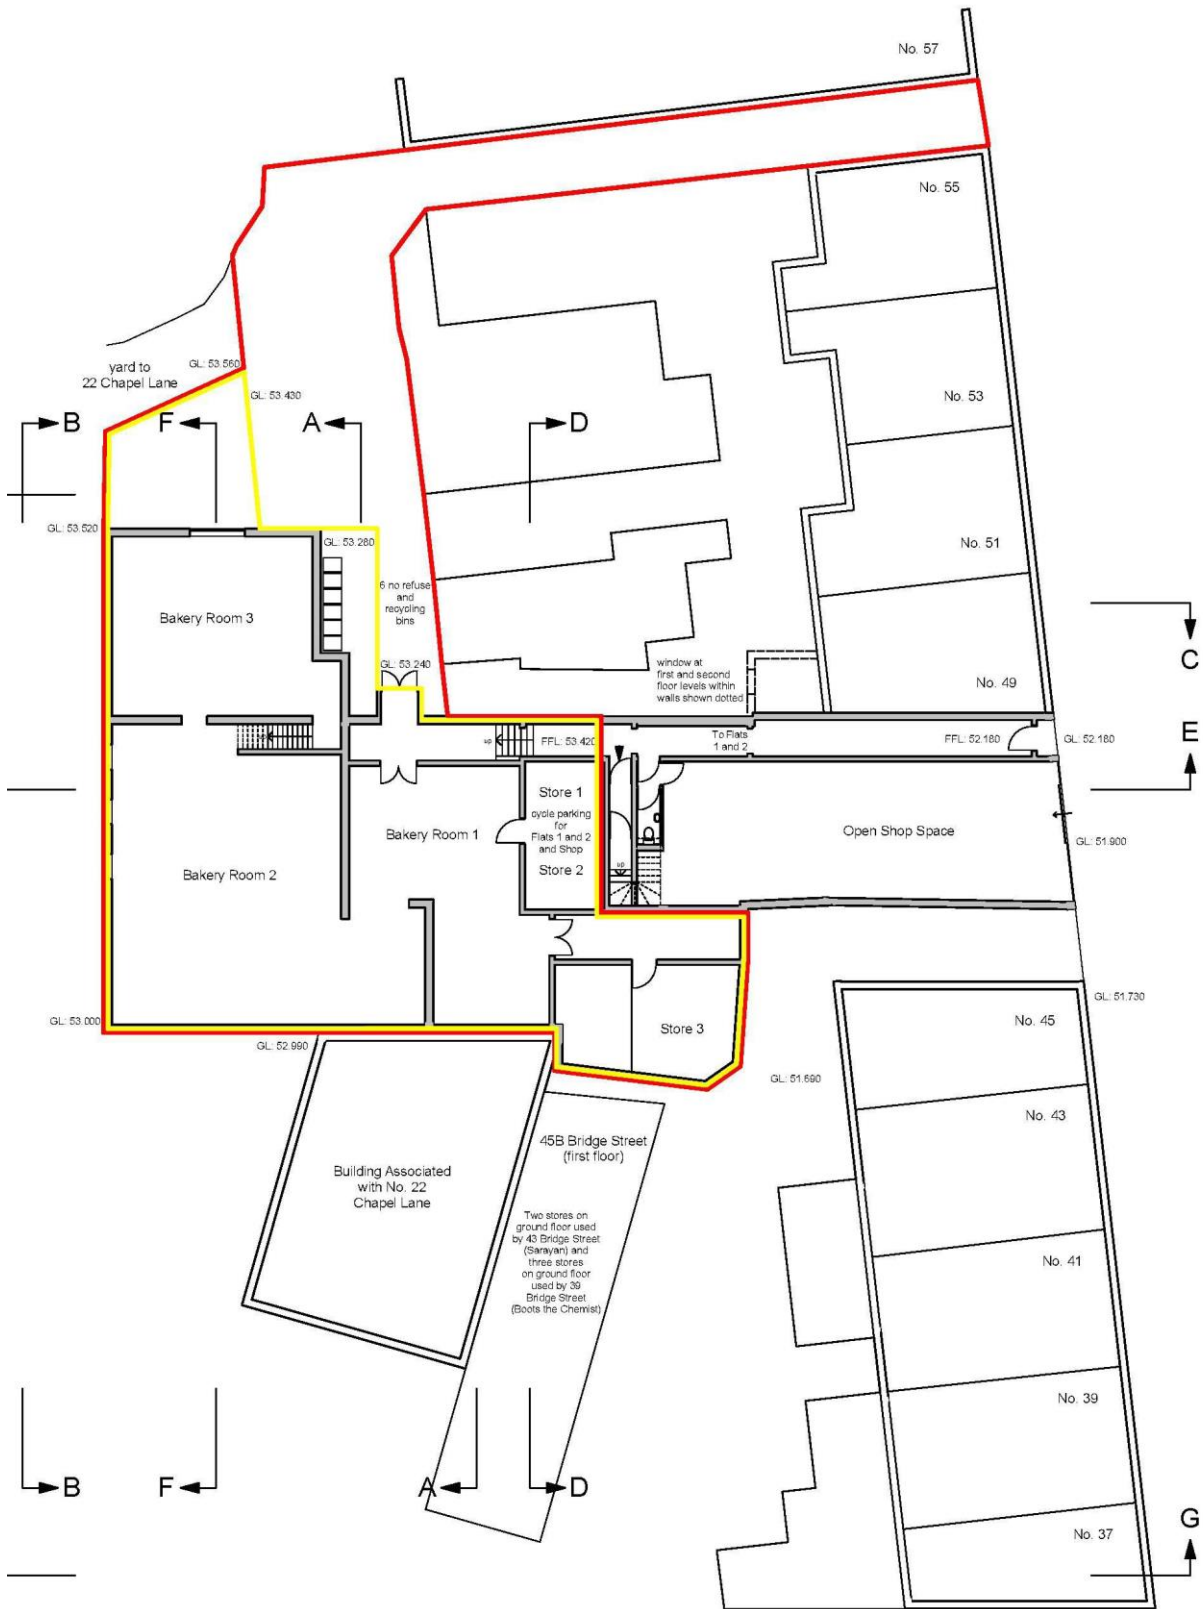 No. 57
No. 55
yard to
22 Chapel Lane
GL: 53.560
GL: 53.430
No. 53
B
F
A
D
GL: 53.520
GL: 53.280
No. 51
6 no refuse
and
recycling
bins
Bakery Room 3
GL: 53.240
window at
first and second
floor levels within
walls shown dotted
C
No. 49
up
up
FFL: 53.420
To Flats
1 and 2
FFL: 52.180
GL: 52.180
E
Store 1
cycle parking
for
Flats 1 and 2
and Shop
Store 2
Bakery Room 1
Open Shop Space
GL: 51.900
Bakery Room 2
up
GL: 51.730
GL: 53.000
GL: 52.990
Store 3
No. 45
GL: 51.690
No. 43
45B Bridge Street
(first floor)
Building Associated
with No. 22
Chapel Lane
Two stores on
ground floor used
by 43 Bridge Street
(Sarayan) and
three stores
on ground floor
used by 39
Bridge Street
(Boots the Chemist)
No. 41
No. 39
B
F
A
D
G
No. 37